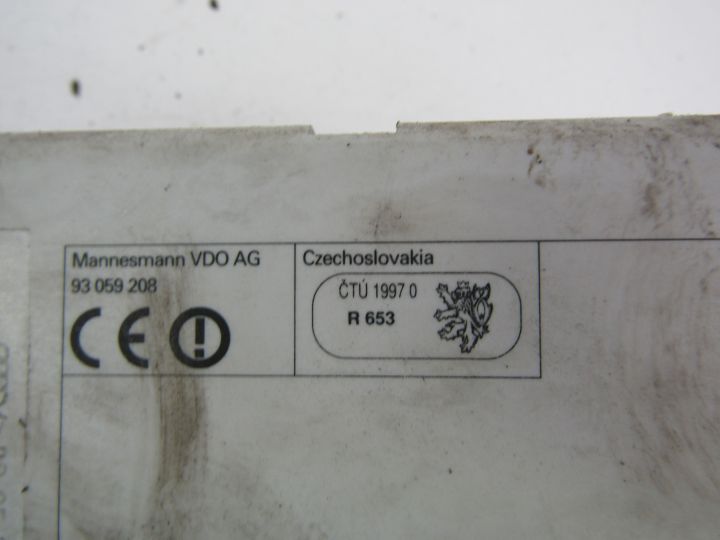 Mannesmann VDO AG
93 059 208
CE
Czechoslovakia
ČTÚ 1997 0
R 653